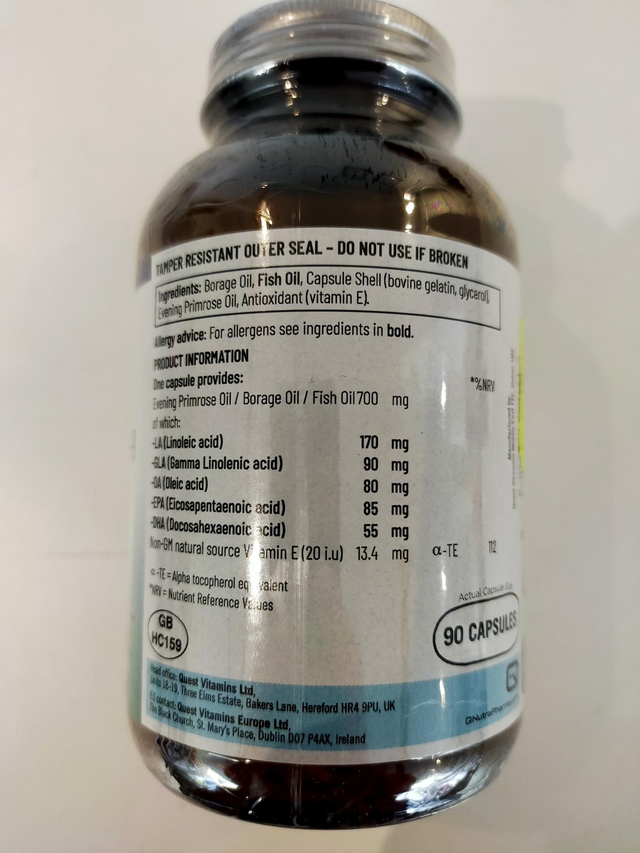 TAMPER RESISTANT OUTER SEAL – DO NOT USE IF BROKEN
Ingredients: Borage Oil, Fish Oil, Capsule Shell (bovine gelatin, glycerol),
Evening Primrose Oil, Antioxidant (vitamin E).
Allergy advice: For allergens see ingredients in bold.
PRODUCT INFORMATION
One capsule provides: *%NRV
Evening Primrose Oil / Borage Oil / Fish Oil 700 mg
of which:
-LA (Linoleic acid) 170 mg
-GLA (Gamma Linolenic acid) 90 mg
-OA (Oleic acid) 80 mg
-EPA (Eicosapentaenoic acid) 85 mg
-DHA (Docosahexaenoic acid) 55 mg
Non-GM natural source Vitamin E (20 i.u) 13.4 mg α-TE 112
α -TE = Alpha tocopherol equivalent
*NRV = Nutrient Reference Values
Actual Capsule Size
90 CAPSULES
GB
HC159
Head office: Quest Vitamins Ltd,
Units 18-19, Three Elms Estate, Bakers Lane, Hereford HR4 9PU, UK
EU contact: Quest Vitamins Europe Ltd,
The Black Church, St. Mary's Place, Dublin D07 P4AX, Ireland